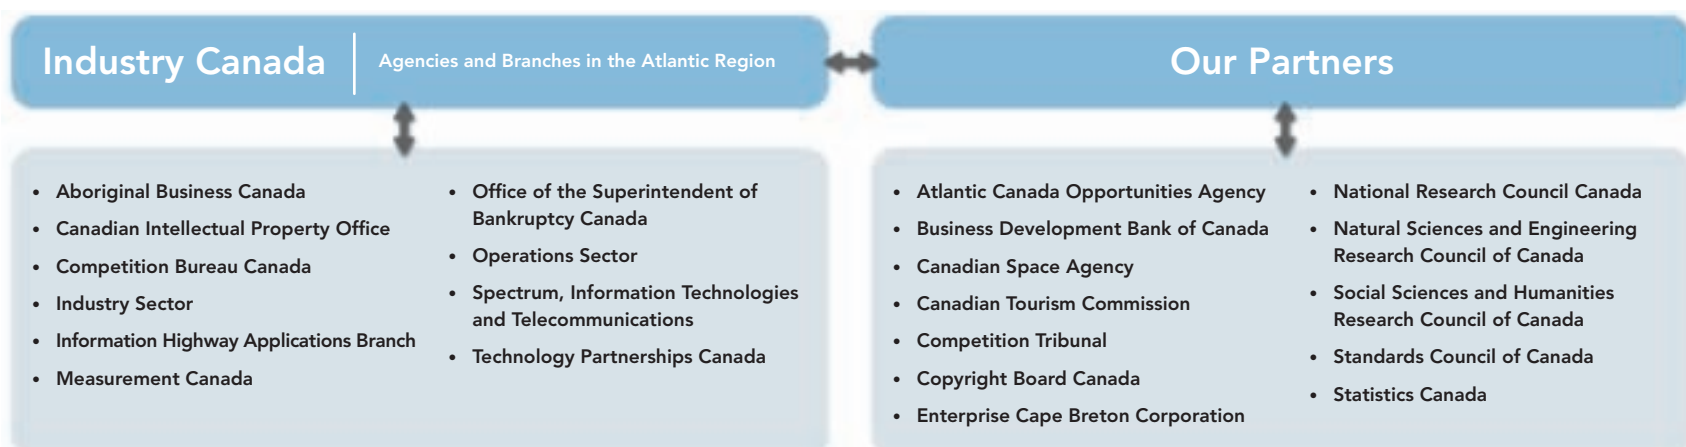 Industry Canada
Agencies and Branches in the Atlantic Region
• Aboriginal Business Canada
• Canadian Intellectual Property Office
• Competition Bureau Canada
• Industry Sector
• Information Highway Applications Branch
• Measurement Canada
• Office of the Superintendent of
Bankruptcy Canada
• Operations Sector
• Spectrum, Information Technologies
and Telecommunications
• Technology Partnerships Canada
Our Partners
• Atlantic Canada Opportunities Agency
• Business Development Bank of Canada
• Canadian Space Agency
• Canadian Tourism Commission
• Competition Tribunal
• Copyright Board Canada
• Enterprise Cape Breton Corporation
• National Research Council Canada
• Natural Sciences and Engineering
Research Council of Canada
• Social Sciences and Humanities
Research Council of Canada
• Standards Council of Canada
• Statistics Canada